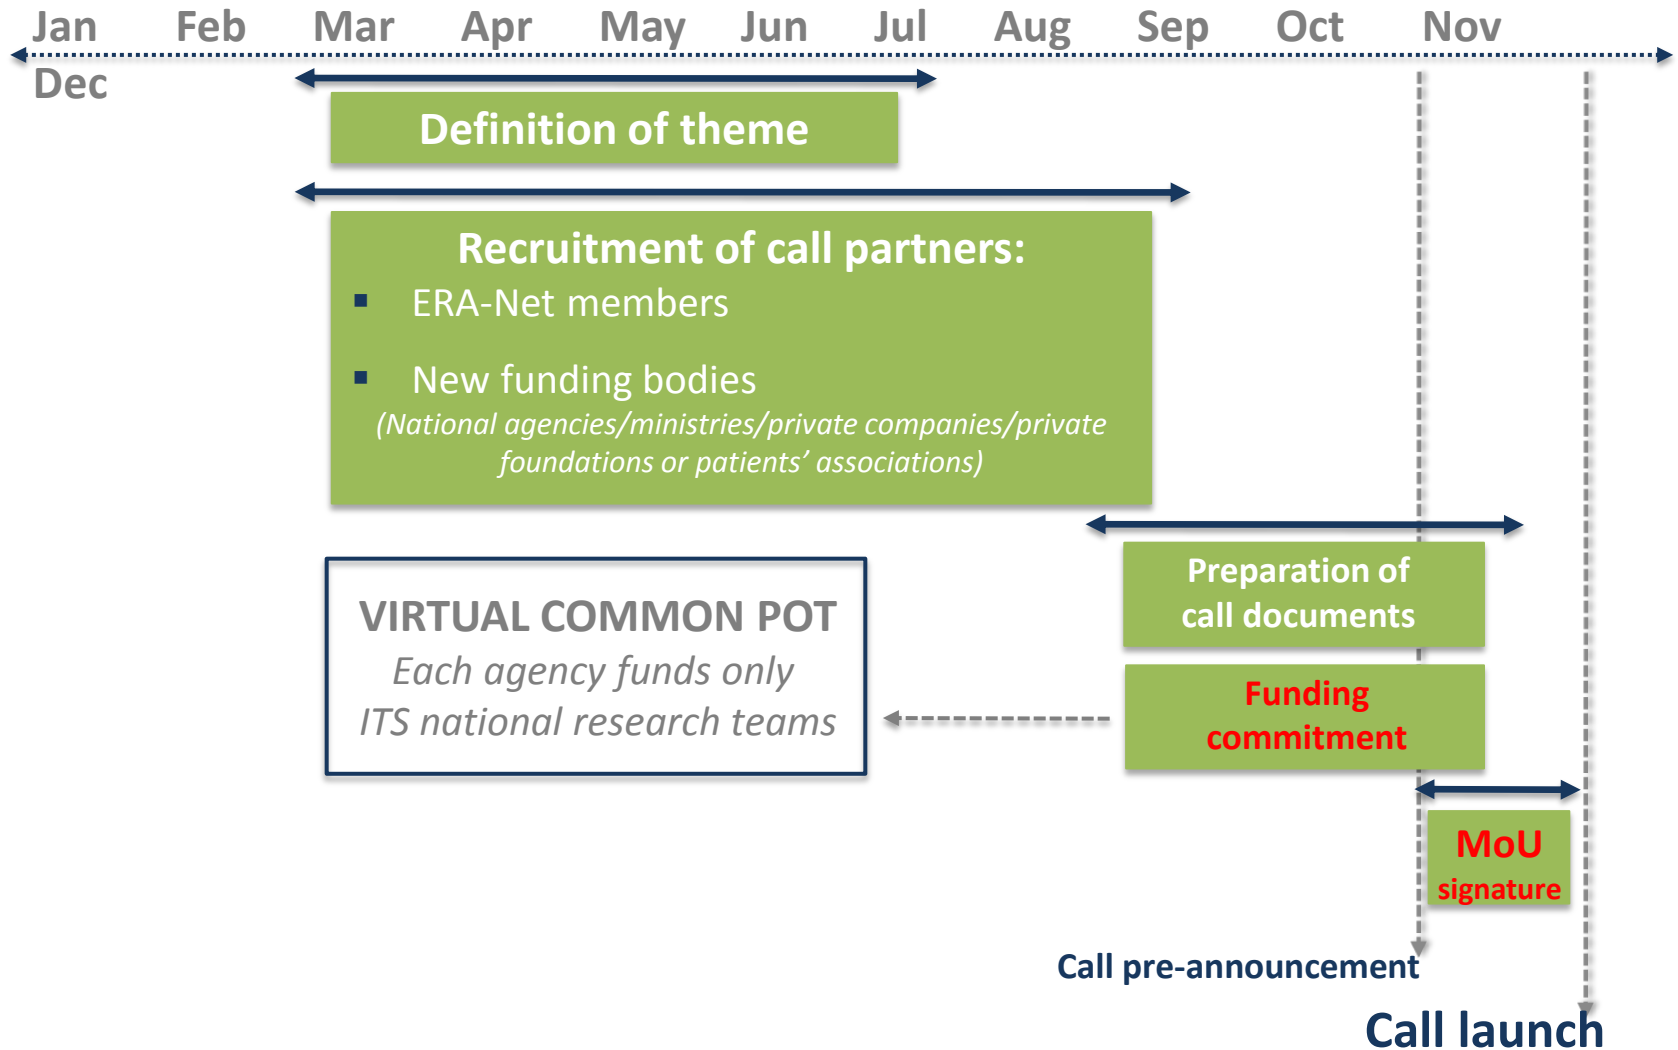 Jan Feb Mar Apr May Jun Jul Aug Sep Oct Nov
Dec
Definition of theme
Recruitment of call partners:
▪ ERA-Net members
▪ New funding bodies
(National agencies/ministries/private companies/private
foundations or patients’ associations)
Preparation of
call documents
VIRTUAL COMMON POT
Each agency funds only
ITS national research teams
Funding
commitment
MoU
signature
Call pre-announcement
Call launch